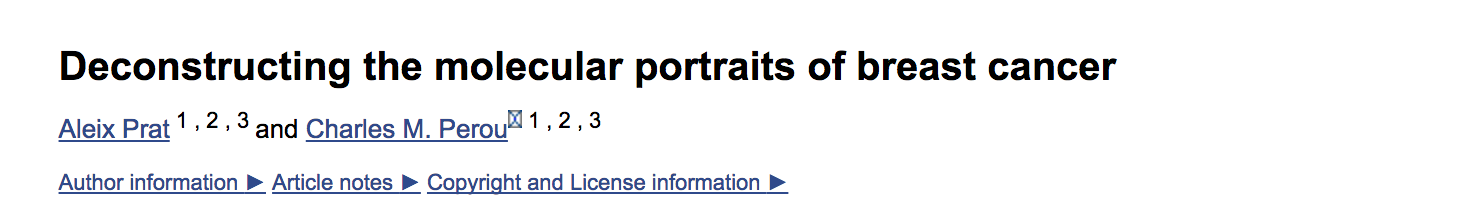 Deconstructing the molecular portraits of breast cancer
Aleix Prat 1 , 2 , 3 and Charles M. Perou 1 , 2 , 3
Author information ► Article notes ► Copyright and License information ►